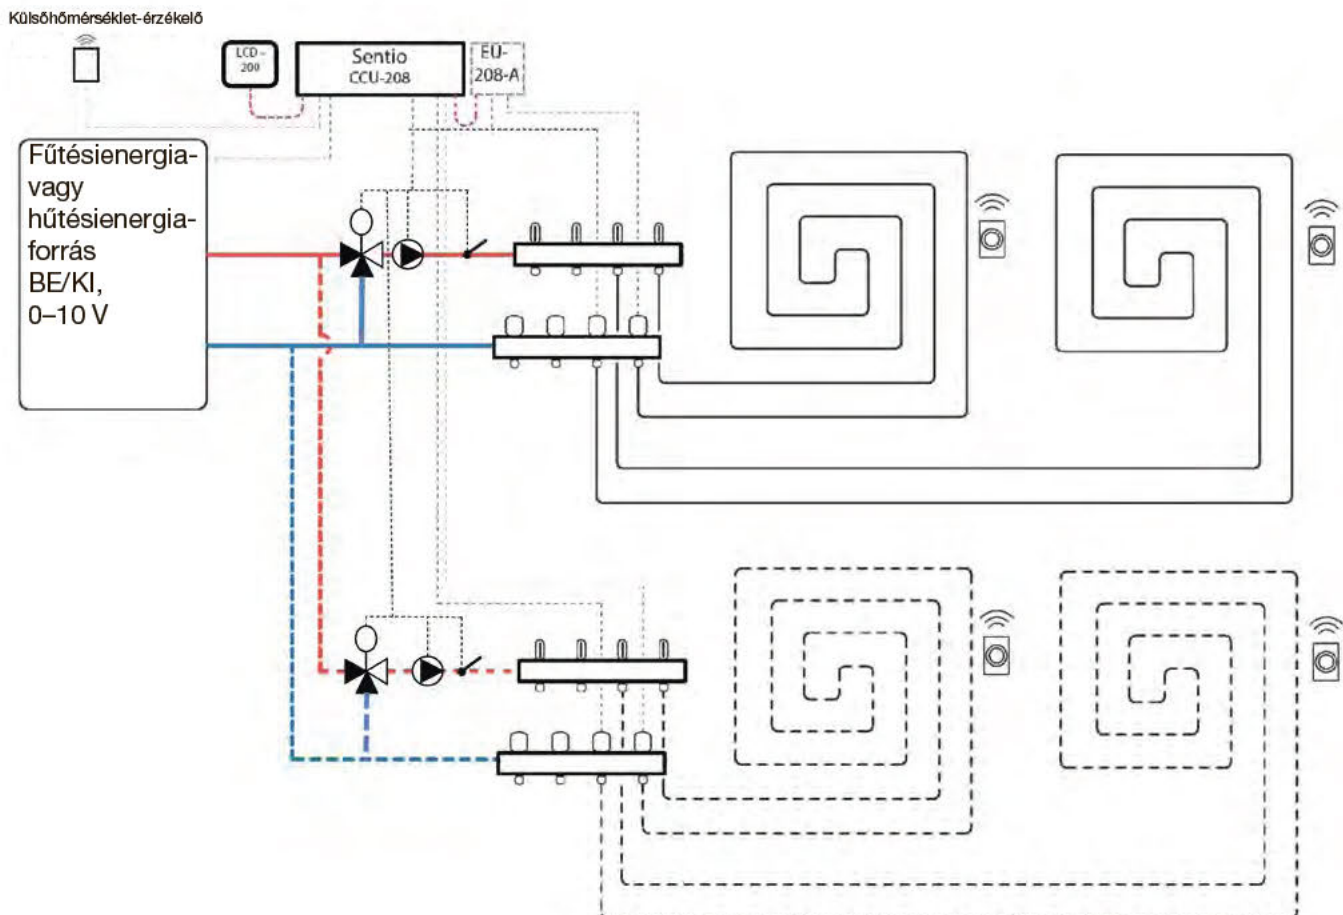 Külsőhőmérséklet-érzékelő
LCD -
200
Sentio
CCU-208
EU-
208-A
Fűtésienergia-
vagy
hűtésienergia-
forrás
BE/KI,
0–10 V